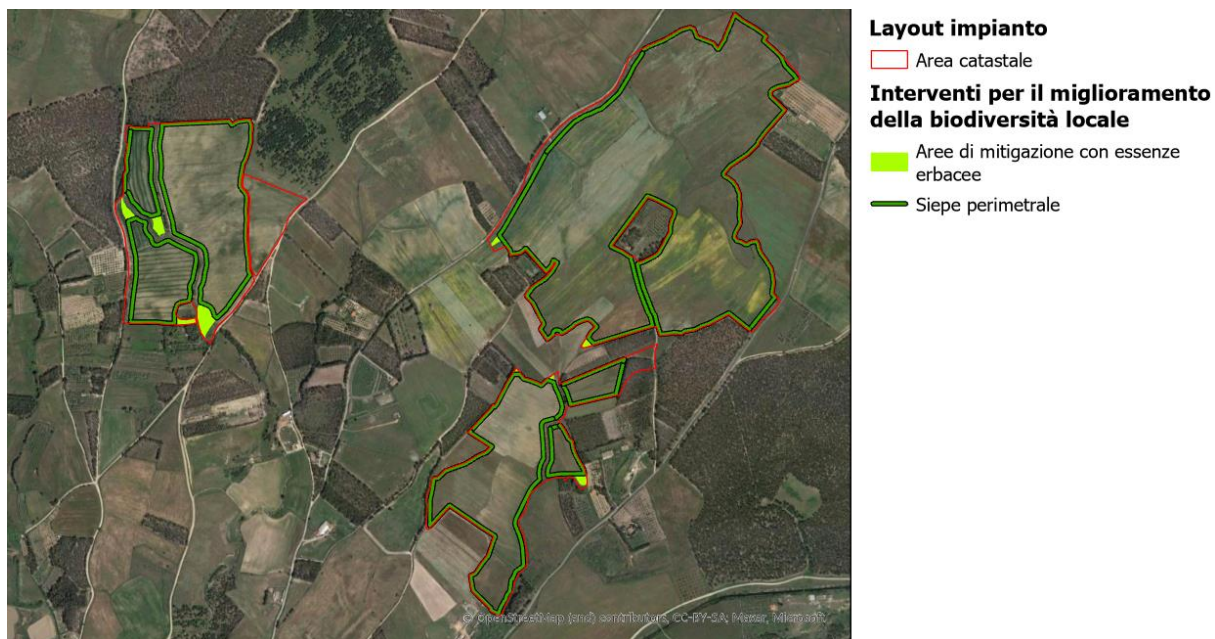 Layout impianto
Area catastale
Interventi per il miglioramento
della biodiversità locale
Aree di mitigazione con essenze
erbacee
Siepe perimetrale
© OpenStreetMap (and) contributors, CC-BY-SA; Maxar, Microsoft